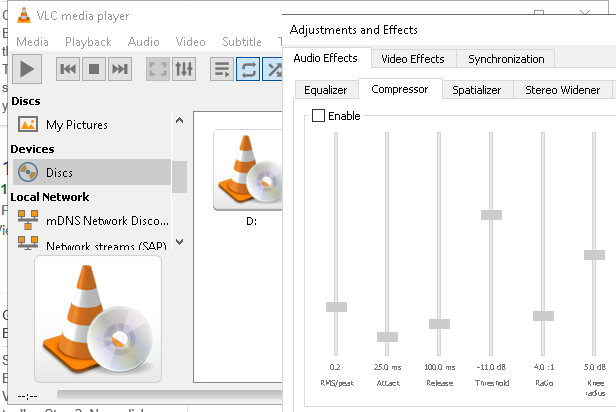 VLC media player
Media Playback Audio Video Subtitle T
Discs
My Pictures
Devices
Discs
Local Network
mDNS Network Disco...
Network streams (SAP)
D:
--:--
Adjustments and Effects
Audio Effects Video Effects Synchronization
Equalizer Compressor Spatializer Stereo Widener
Enable
0.2 25.0 ms 100.0 ms -11.0 dB 4.0 :1 5.0 dB
RMS/peak Attack Release Threshold Ratio Knee
radius